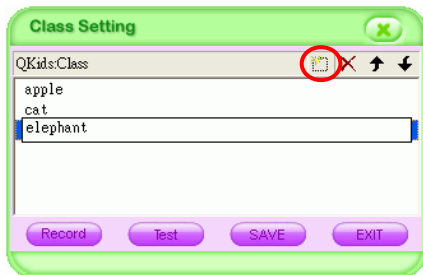 Class Setting
QKids:Class
apple
cat
elephant
Record Test SAVE EXIT